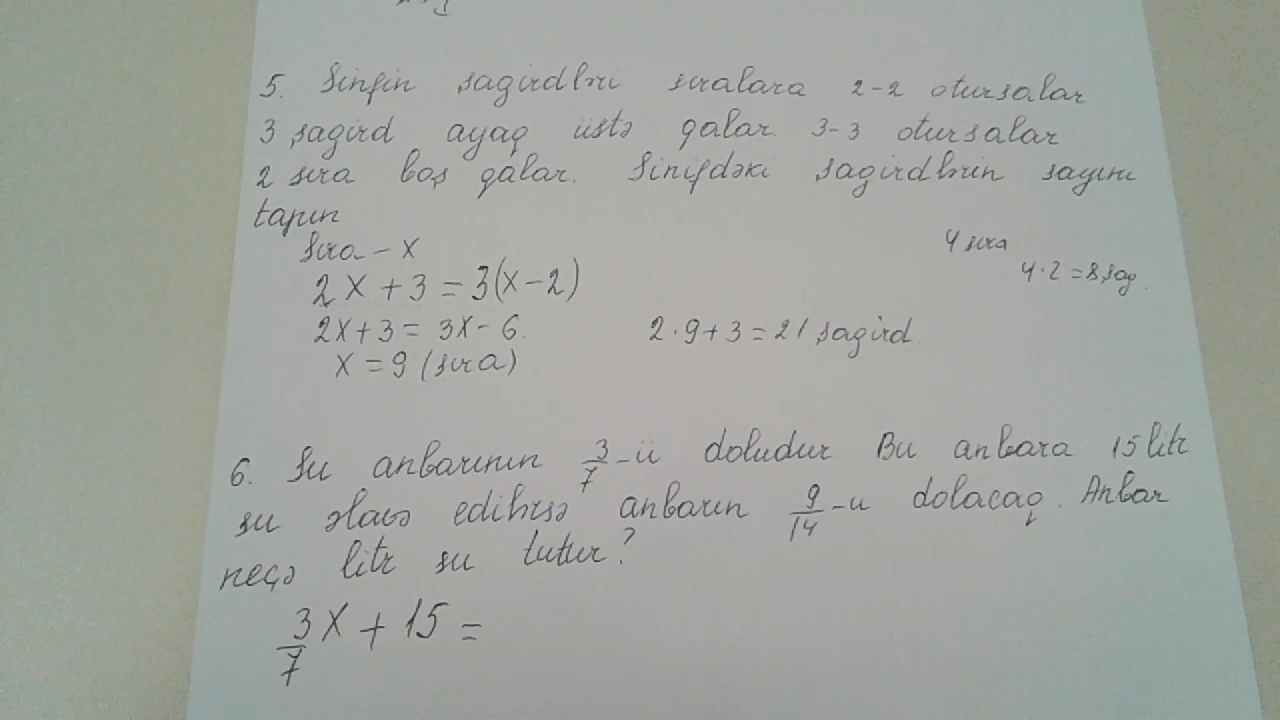 5. Sinfin şagirdləri sıralara 2-2 otursalar
3 şagird ayaq üstə qalar. 3-3 otursalar
2 sıra boş qalar. Sinifdəki şagirdlərin sayını
tapın.
Sıra - x
4 sıra
4·2 = 8 şag.
2x + 3 = 3(x-2)
2x+3 = 3x-6.
2·9+3 = 21 şagird.
x = 9 (sıra)
6. Su anbarının 3/7-ü doludur. Bu anbara 15 litr
su əlavə edilərsə anbarın 9/14-u dolacaq. Anbar
neçə litr su tutur?
3/7 x + 15 =